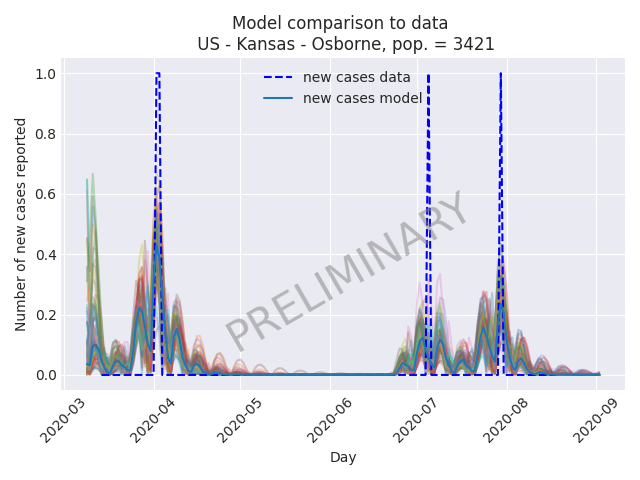 Model comparison to data
US - Kansas - Osborne, pop. = 3421
Number of new cases reported
1.0
0.8
0.6
0.4
0.2
0.0
new cases data
new cases model
PRELIMINARY
2020-03
2020-04
2020-05
2020-06
2020-07
2020-08
2020-09
Day